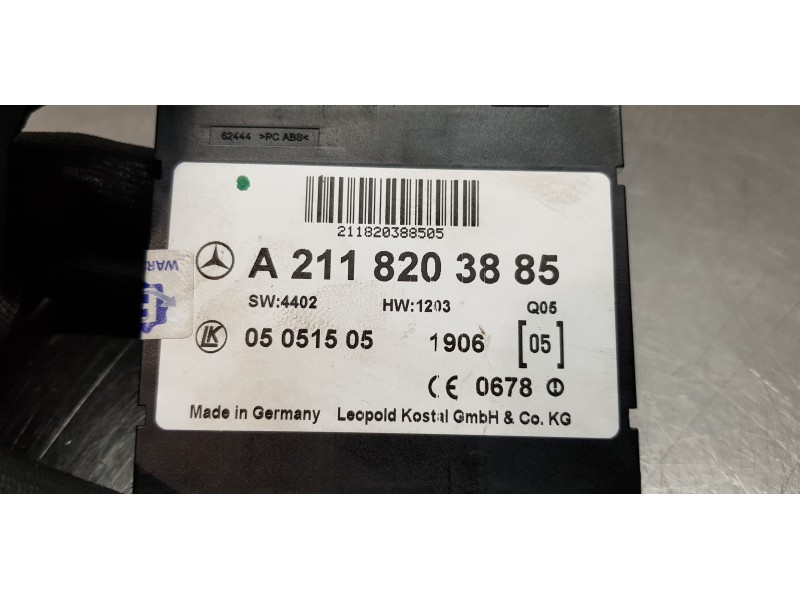 62444 >PC ABS<
211820388505
A 211 820 38 85
SW:4402 HW:1203 Q05
LK 05 0515 05 1906 [05]
CE 0678
Made in Germany Leopold Kostal GmbH & Co. KG